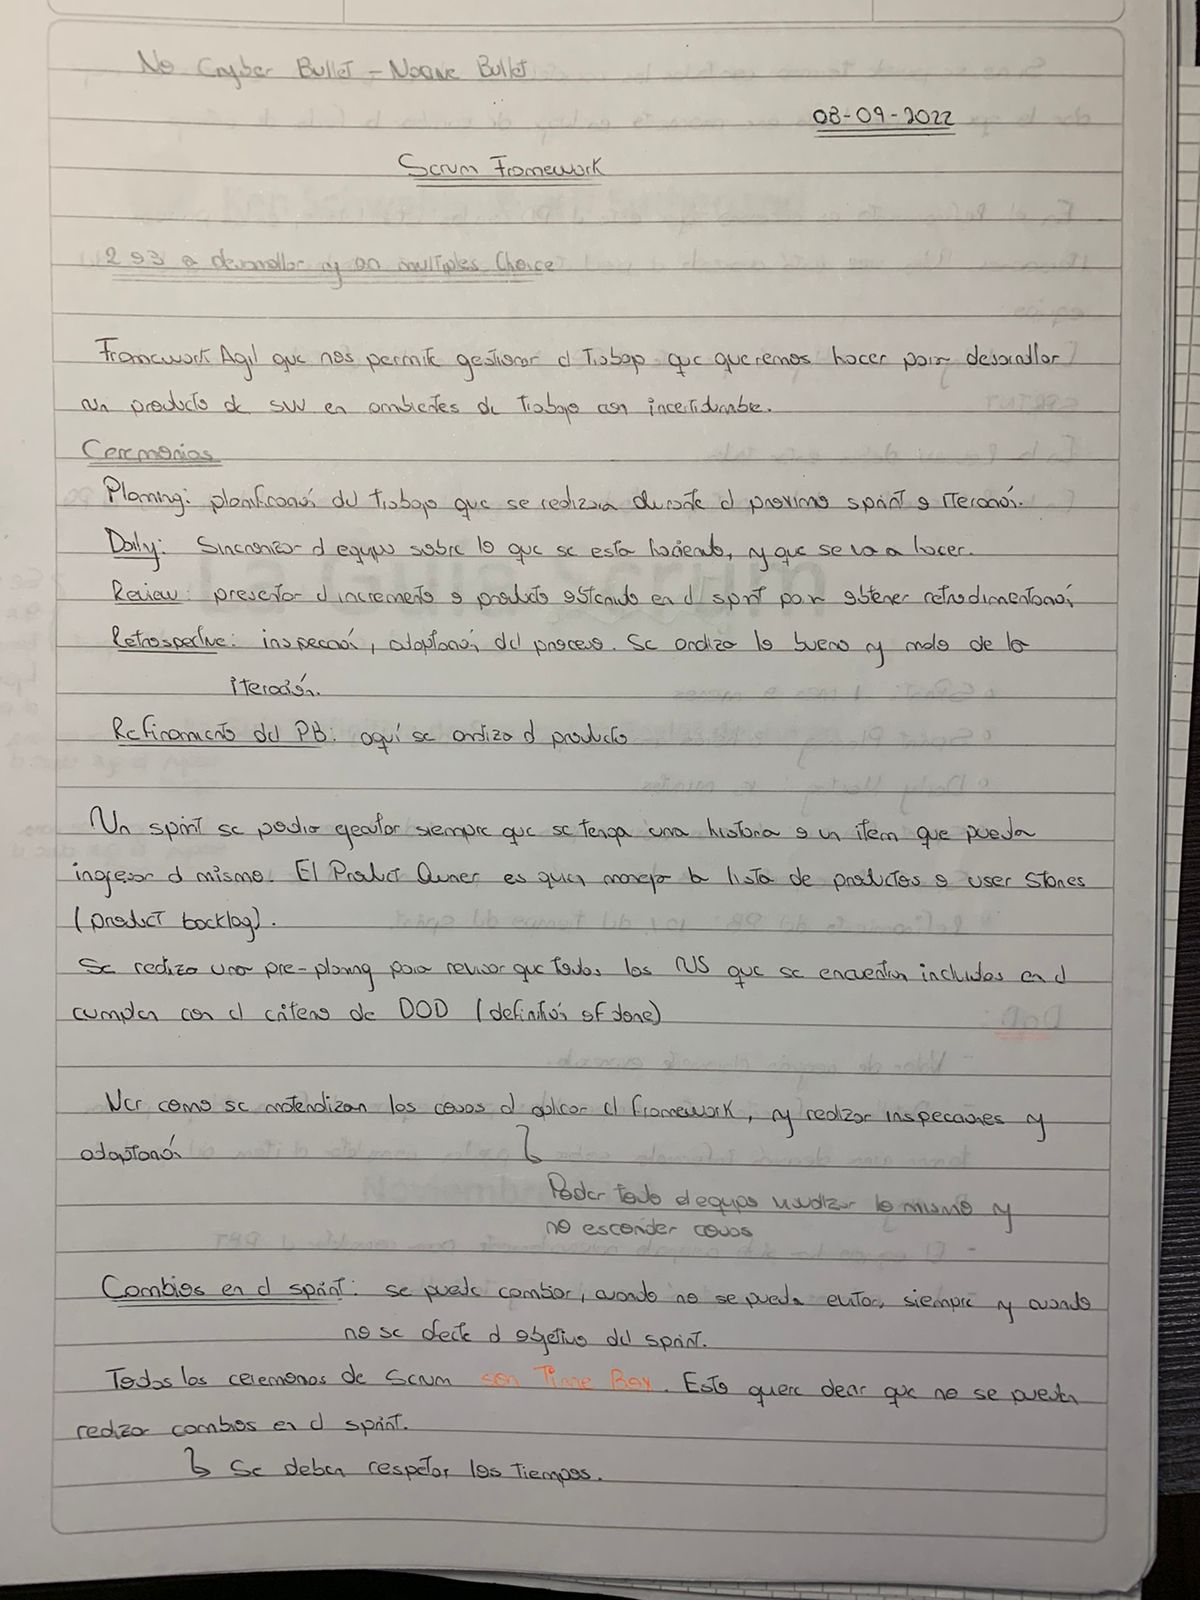 No Cryber Bullet - Noane Bullet
08-09-2022
Scrum Framework
2 o 3 a desarrollar y un multiples Choice
Framework Agil que nos permite gestionar el trabajo que queremos hacer para desarrollar
un producto de sw en ambientes de trabajo con incertidumbre.
Ceremonias
Planing: planificación del trabajo que se realizara durante el proximo sprint o iteración.
Daily: Sincronizar el equipo sobre lo que se esta haciendo, y que se va a hacer.
Review: presentar el incremento o producto obtenido en el sprint para obtener retroalimentación
Retrospective: inspección, adaptación del proceso. Se analiza lo bueno y malo de la
iteración.
Refinamiento del PB: aquí se analiza el producto
Un sprint se podra ejecutar siempre que se tenga una historia o un item que pueda
ingresar al mismo. El Product Owner es quien maneja la lista de productos o user stories
(product backlog).
Se realiza una pre-planing para revisar que todas las US que se encuentran incluidas en el
cumplen con el criterio de DOD (definition of done)
Ver como se materializan las cosas al aplicar el framework, y realizar inspecciones y
adaptación
↳
Poder todo el equipo visualizar lo mismo y
no esconder cosas
Cambios en el sprint: se puede cambiar, cuando no se pueda evitar, siempre y cuando
no se afecte el objetivo del sprint.
Todas las ceremonias de Scrum son Time Box. Esto quiere decir que no se pueden
realizar cambios en el sprint.
↳ Se deben respetar los tiempos.